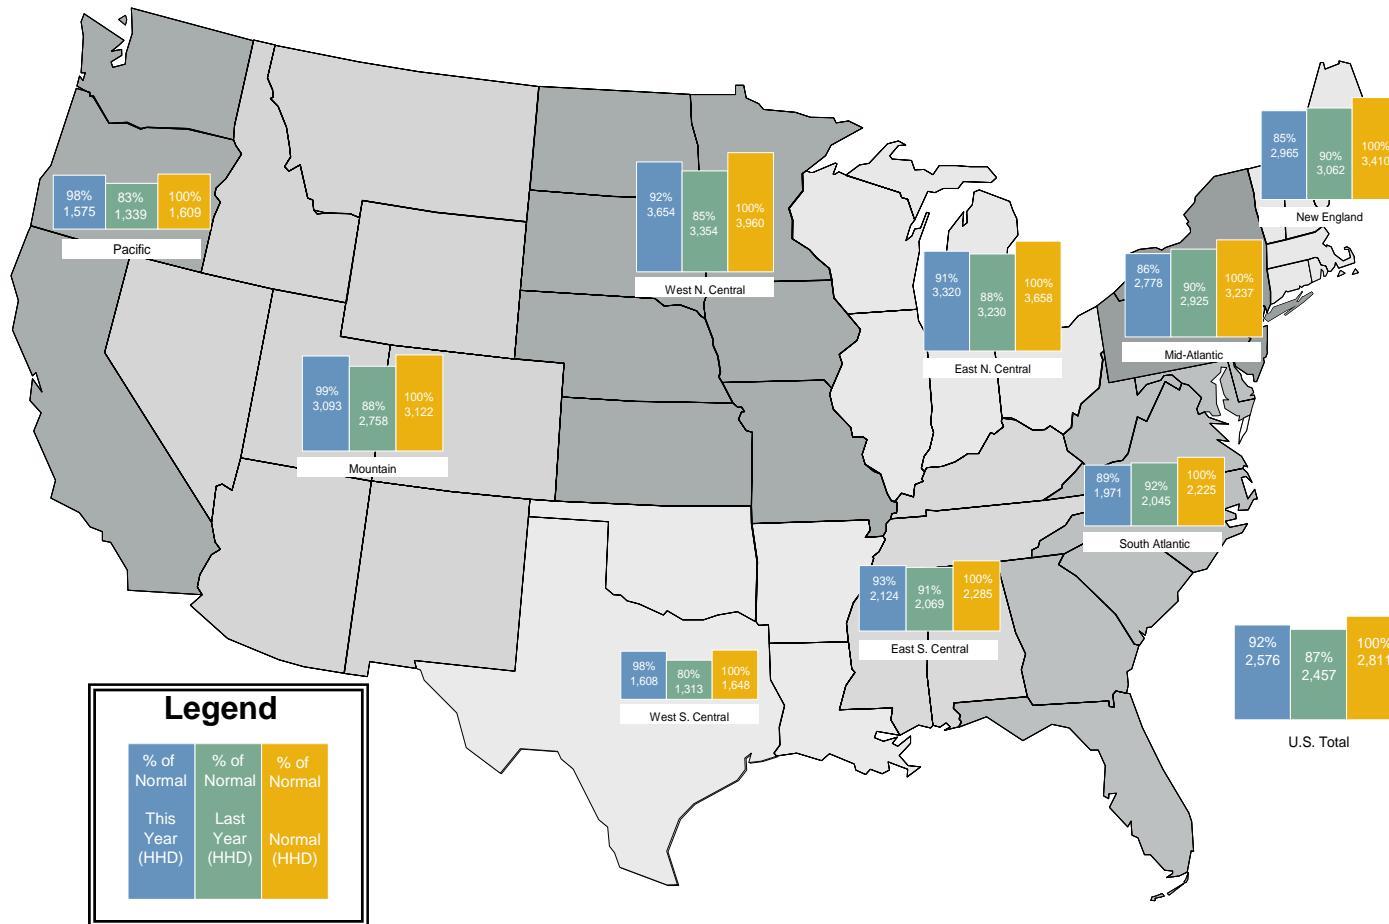 85%
2,965
90%
3,062
100%
3,410
New England
98%
1,575
83%
1,339
100%
1,609
Pacific
92%
3,654
85%
3,354
100%
3,960
West N. Central
91%
3,320
88%
3,230
100%
3,658
East N. Central
86%
2,778
90%
2,925
100%
3,237
Mid-Atlantic
99%
3,093
88%
2,758
100%
3,122
Mountain
89%
1,971
92%
2,045
100%
2,225
South Atlantic
93%
2,124
91%
2,069
100%
2,285
East S. Central
98%
1,608
80%
1,313
100%
1,648
West S. Central
92%
2,576
87%
2,457
100%
2,811
U.S. Total
Legend
% of
Normal
This
Year
(HHD)
% of
Normal
Last
Year
(HHD)
% of
Normal
Normal
(HHD)